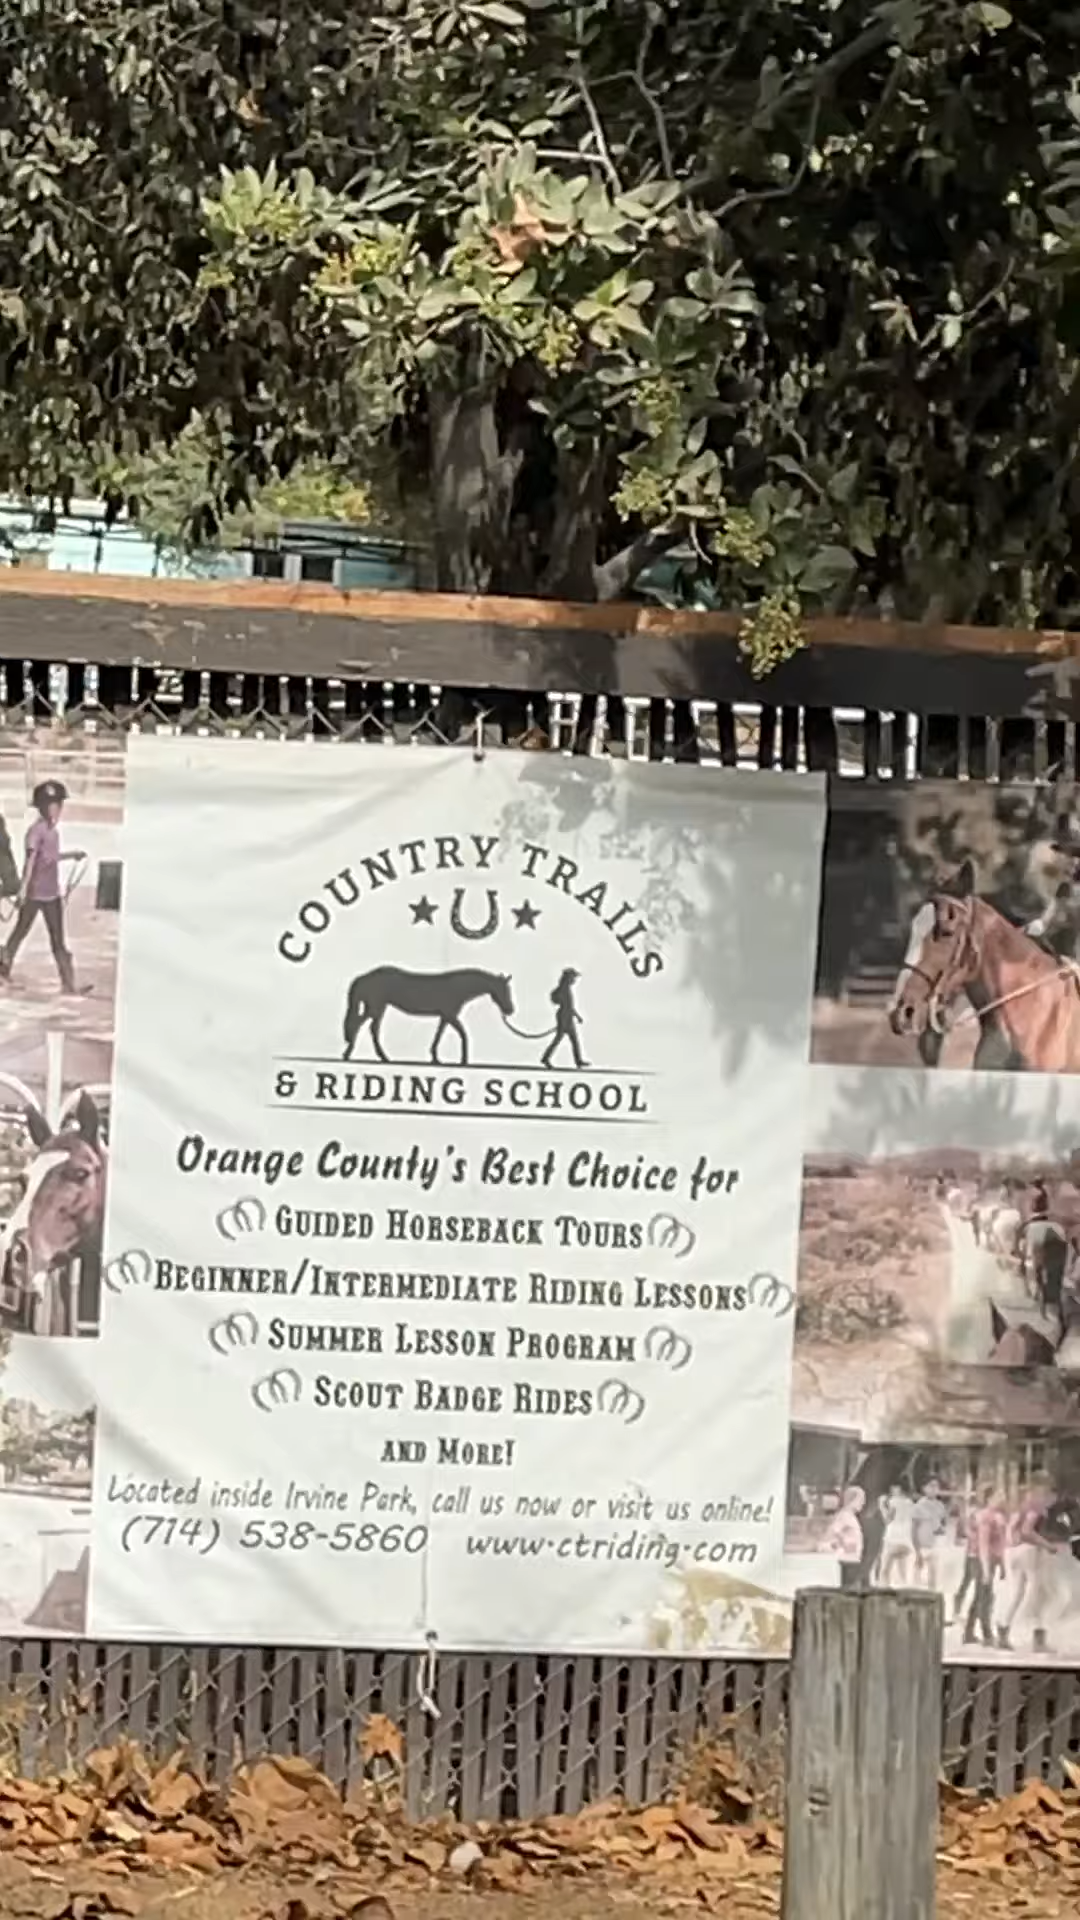 COUNTRY TRAILS
& RIDING SCHOOL
Orange County's Best Choice for
GUIDED HORSEBACK TOURS
BEGINNER/INTERMEDIATE RIDING LESSONS
SUMMER LESSON PROGRAM
SCOUT BADGE RIDES
AND MORE!
Located inside Irvine Park, call us now or visit us online!
(714) 538-5860 www.ctriding.com